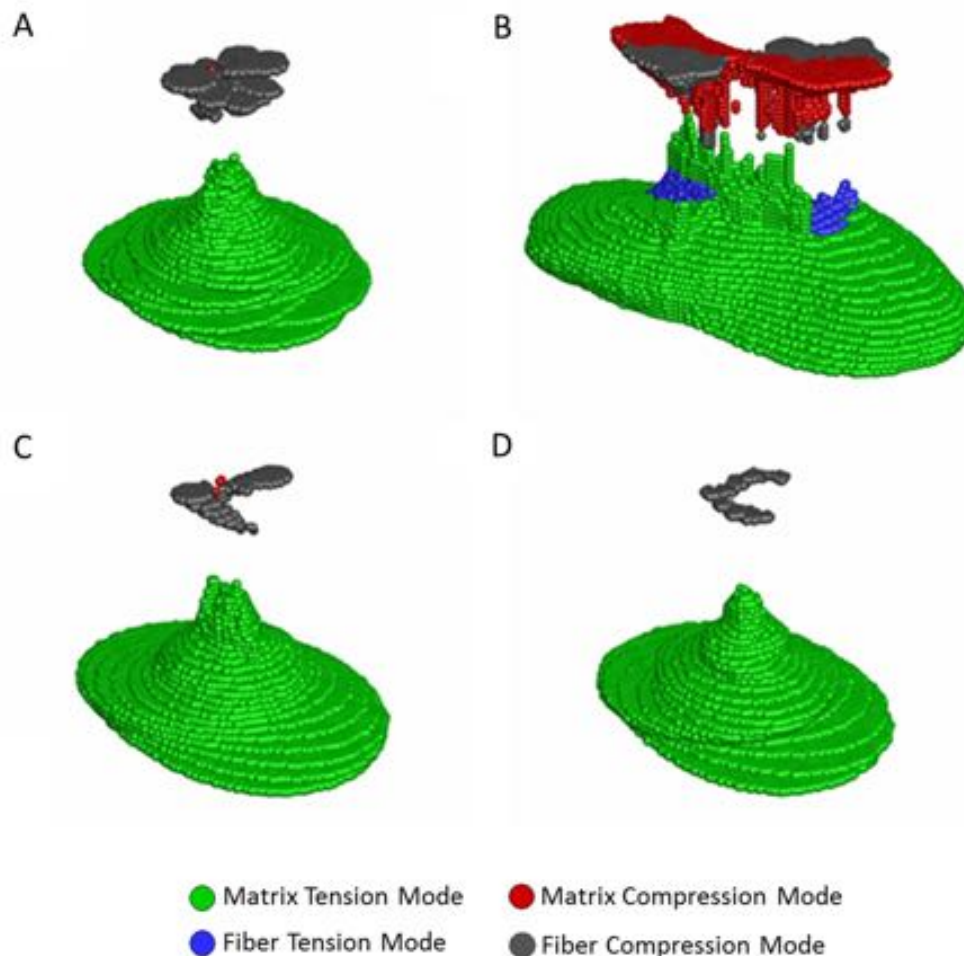 A
B
C
D
Matrix Tension Mode
Matrix Compression Mode
Fiber Tension Mode
Fiber Compression Mode